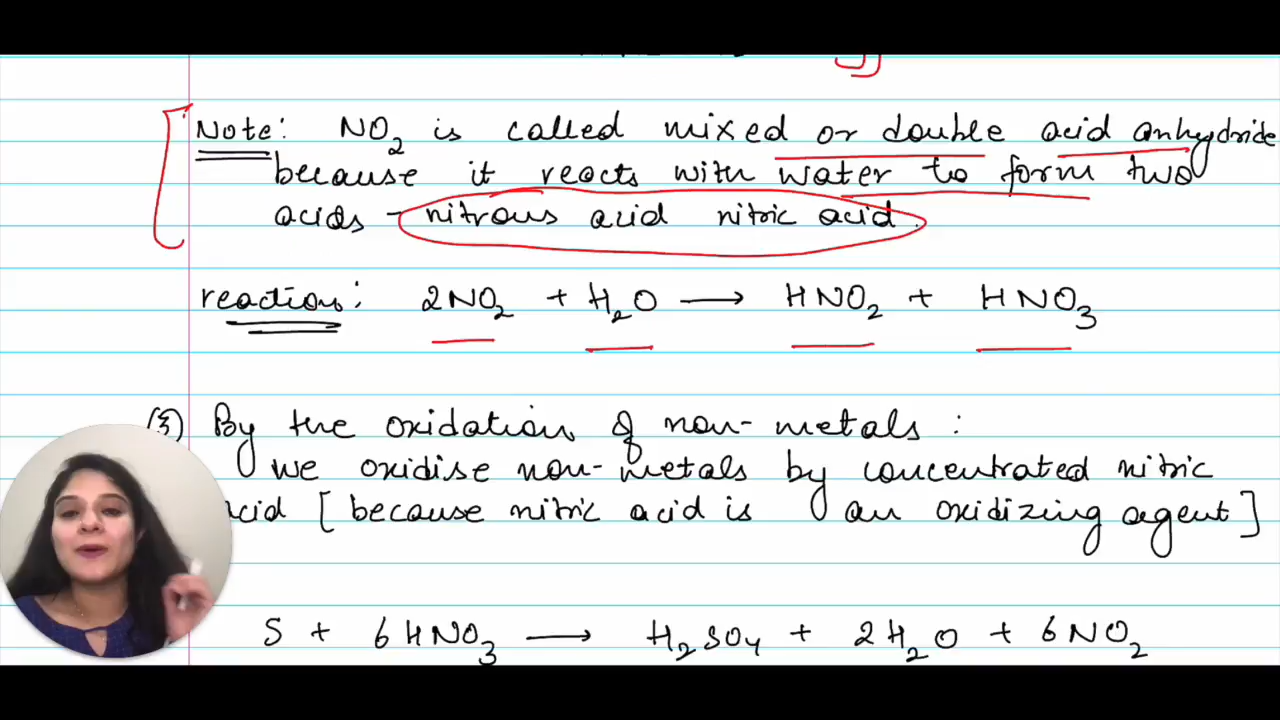 Note: NO₂ is called mixed or double acid anhydride
because it reacts with water to form two
acids - nitrous acid nitric acid.
reaction: 2NO₂ + H₂O → HNO₂ + HNO₃
(3) By the oxidation of non-metals:
we oxidise non-metals by concentrated nitric
acid [because nitric acid is an oxidizing agent]
S + 6HNO₃ → H₂SO₄ + 2H₂O + 6NO₂